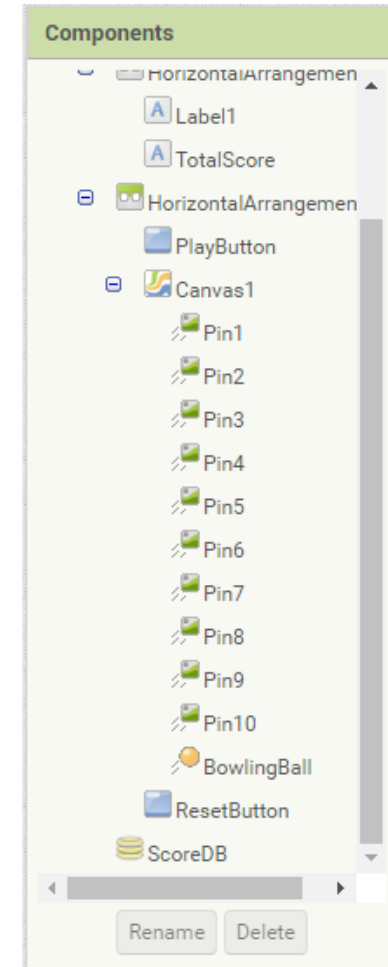 Components
HorizontalArrangemen
A Label1
A TotalScore
HorizontalArrangemen
PlayButton
Canvas1
Pin1
Pin2
Pin3
Pin4
Pin5
Pin6
Pin7
Pin8
Pin9
Pin10
BowlingBall
ResetButton
ScoreDB
Rename Delete